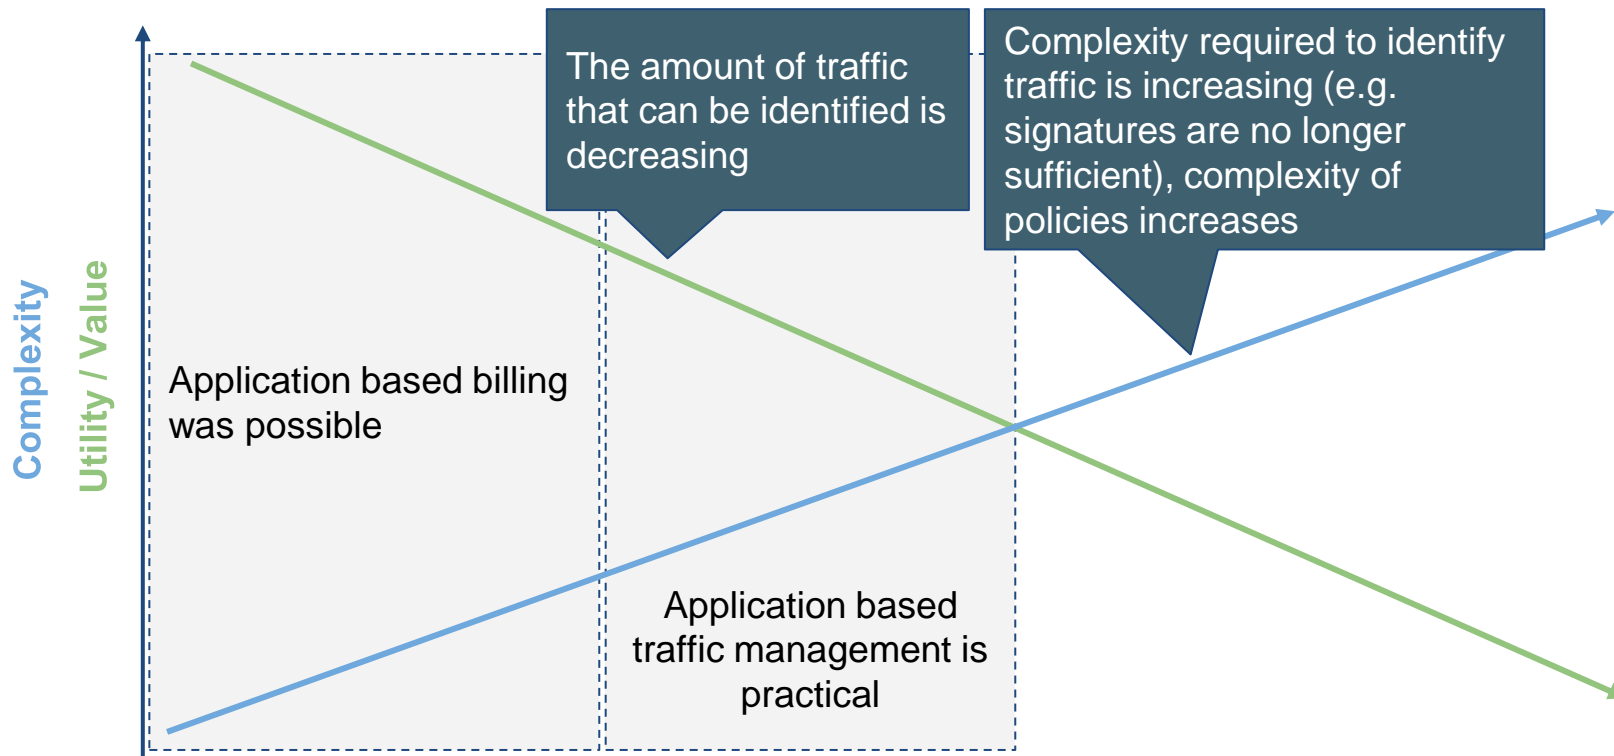 Complexity
Utility / Value
The amount of traffic
that can be identified is
decreasing
Complexity required to identify
traffic is increasing (e.g.
signatures are no longer
sufficient), complexity of
policies increases
Application based billing
was possible
Application based
traffic management is
practical